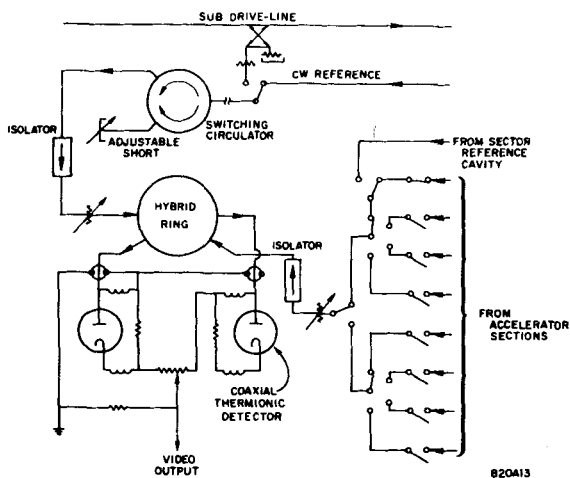 SUB DRIVE-LINE
CW REFERENCE
SWITCHING
CIRCULATOR
ISOLATOR
ADJUSTABLE
SHORT
FROM SECTOR
REFERENCE
CAVITY
HYBRID
RING
ISOLATOR
FROM
ACCELERATOR
SECTIONS
COAXIAL
THERMIONIC
DETECTOR
VIDEO
OUTPUT
820A13